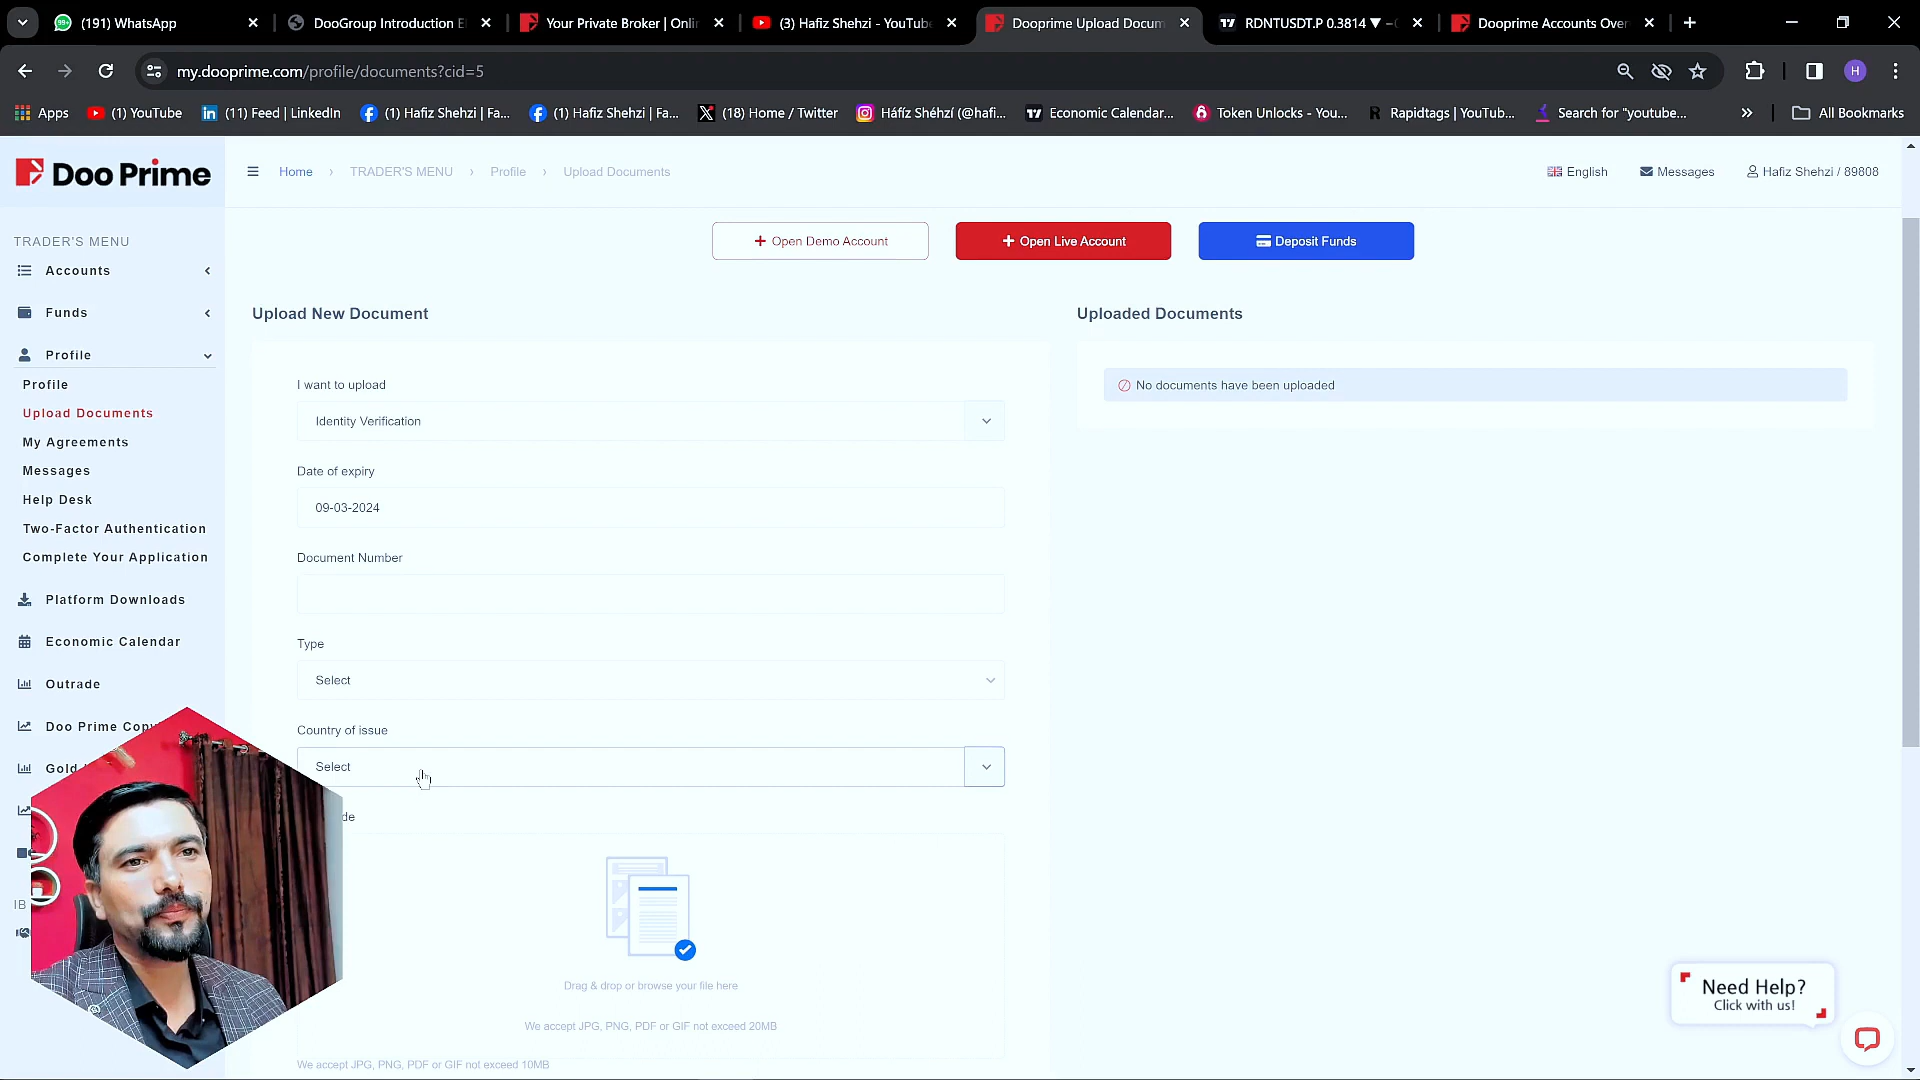 (191) WhatsApp
DooGroup Introduction E
Your Private Broker | Onli
(3) Hafiz Shehzi - YouTube
Dooprime Upload Docum
RDNTUSDT.P 0.3814 ▼
Dooprime Accounts Over
my.dooprime.com/profile/documents?cid=5
H
Apps
(1) YouTube
(11) Feed | LinkedIn
(1) Hafiz Shehzi | Fa...
(1) Hafiz Shehzi | Fa...
(18) Home / Twitter
Háfíz Shéhzí (@hafi...
Economic Calendar...
Token Unlocks - You...
Rapidtags | YouTub...
Search for "youtube...
All Bookmarks
Doo Prime
Home › TRADER'S MENU › Profile › Upload Documents
English
Messages
Hafiz Shehzi / 89808
TRADER'S MENU
Accounts
Funds
Profile
Profile
Upload Documents
My Agreements
Messages
Help Desk
Two-Factor Authentication
Complete Your Application
Platform Downloads
Economic Calendar
Outrade
Doo Prime Cop
Gold
IB
+ Open Demo Account
+ Open Live Account
Deposit Funds
Upload New Document
I want to upload
Identity Verification
Date of expiry
09-03-2024
Document Number
Type
Select
Country of issue
Select
de
Drag & drop or browse your file here
We accept JPG, PNG, PDF or GIF not exceed 20MB
We accept JPG, PNG, PDF or GIF not exceed 10MB
Uploaded Documents
No documents have been uploaded
Need Help?
Click with us!